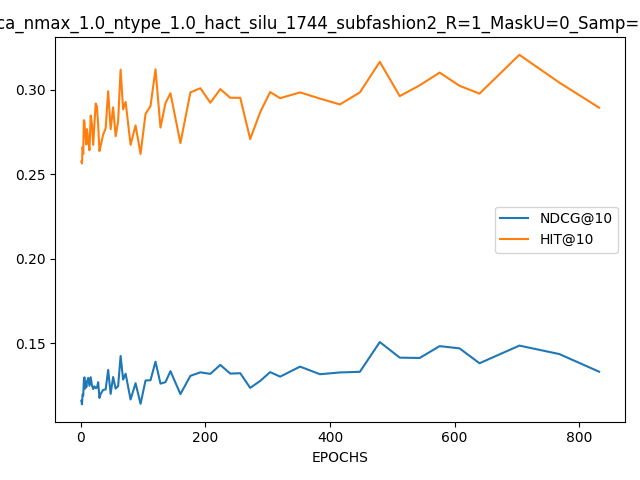 ca_nmax_1.0_ntype_1.0_hact_silu_1744_subfashion2_R=1_MaskU=0_Samp=
0.30
0.25
0.20
0.15
NDCG@10
HIT@10
0 200 400 600 800
EPOCHS